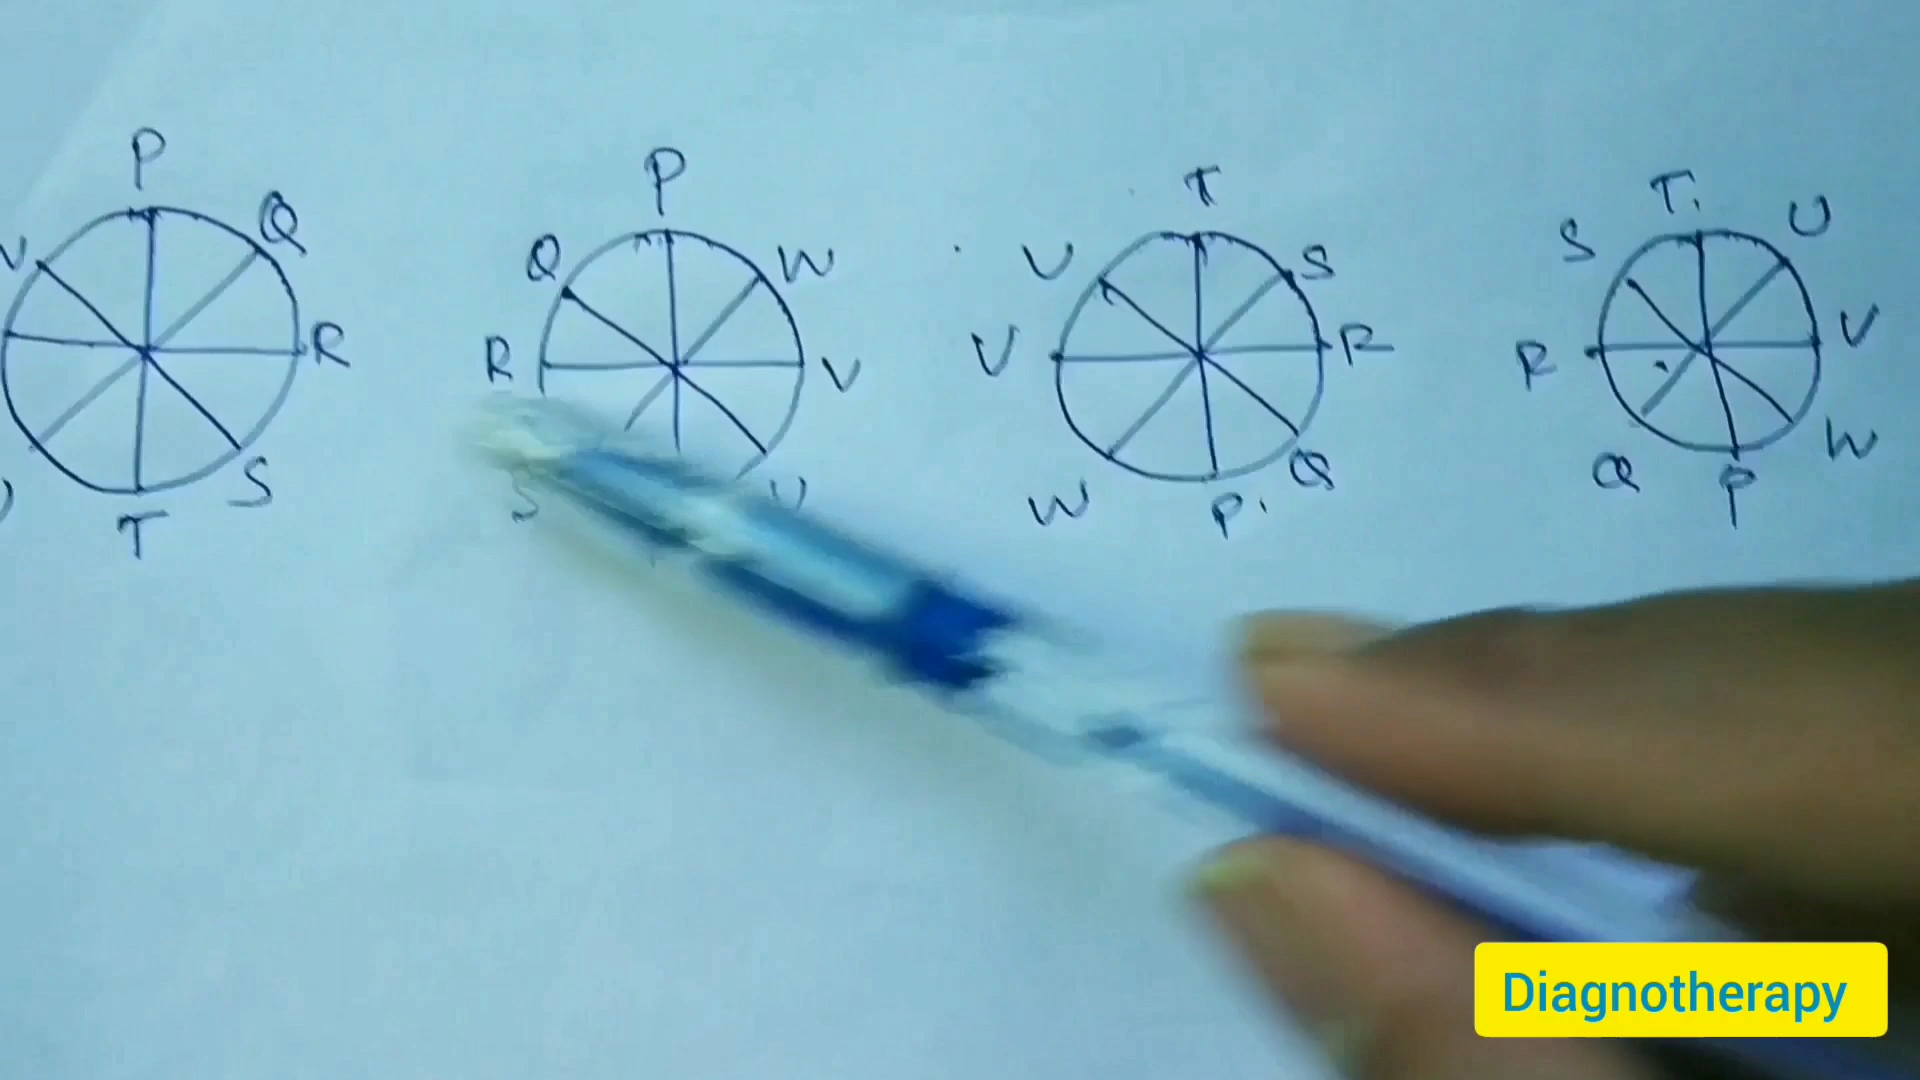 P Q R S T
P W V U S R Q
T S R Q P. W V U
T. U V W P Q R S
Diagnotherapy